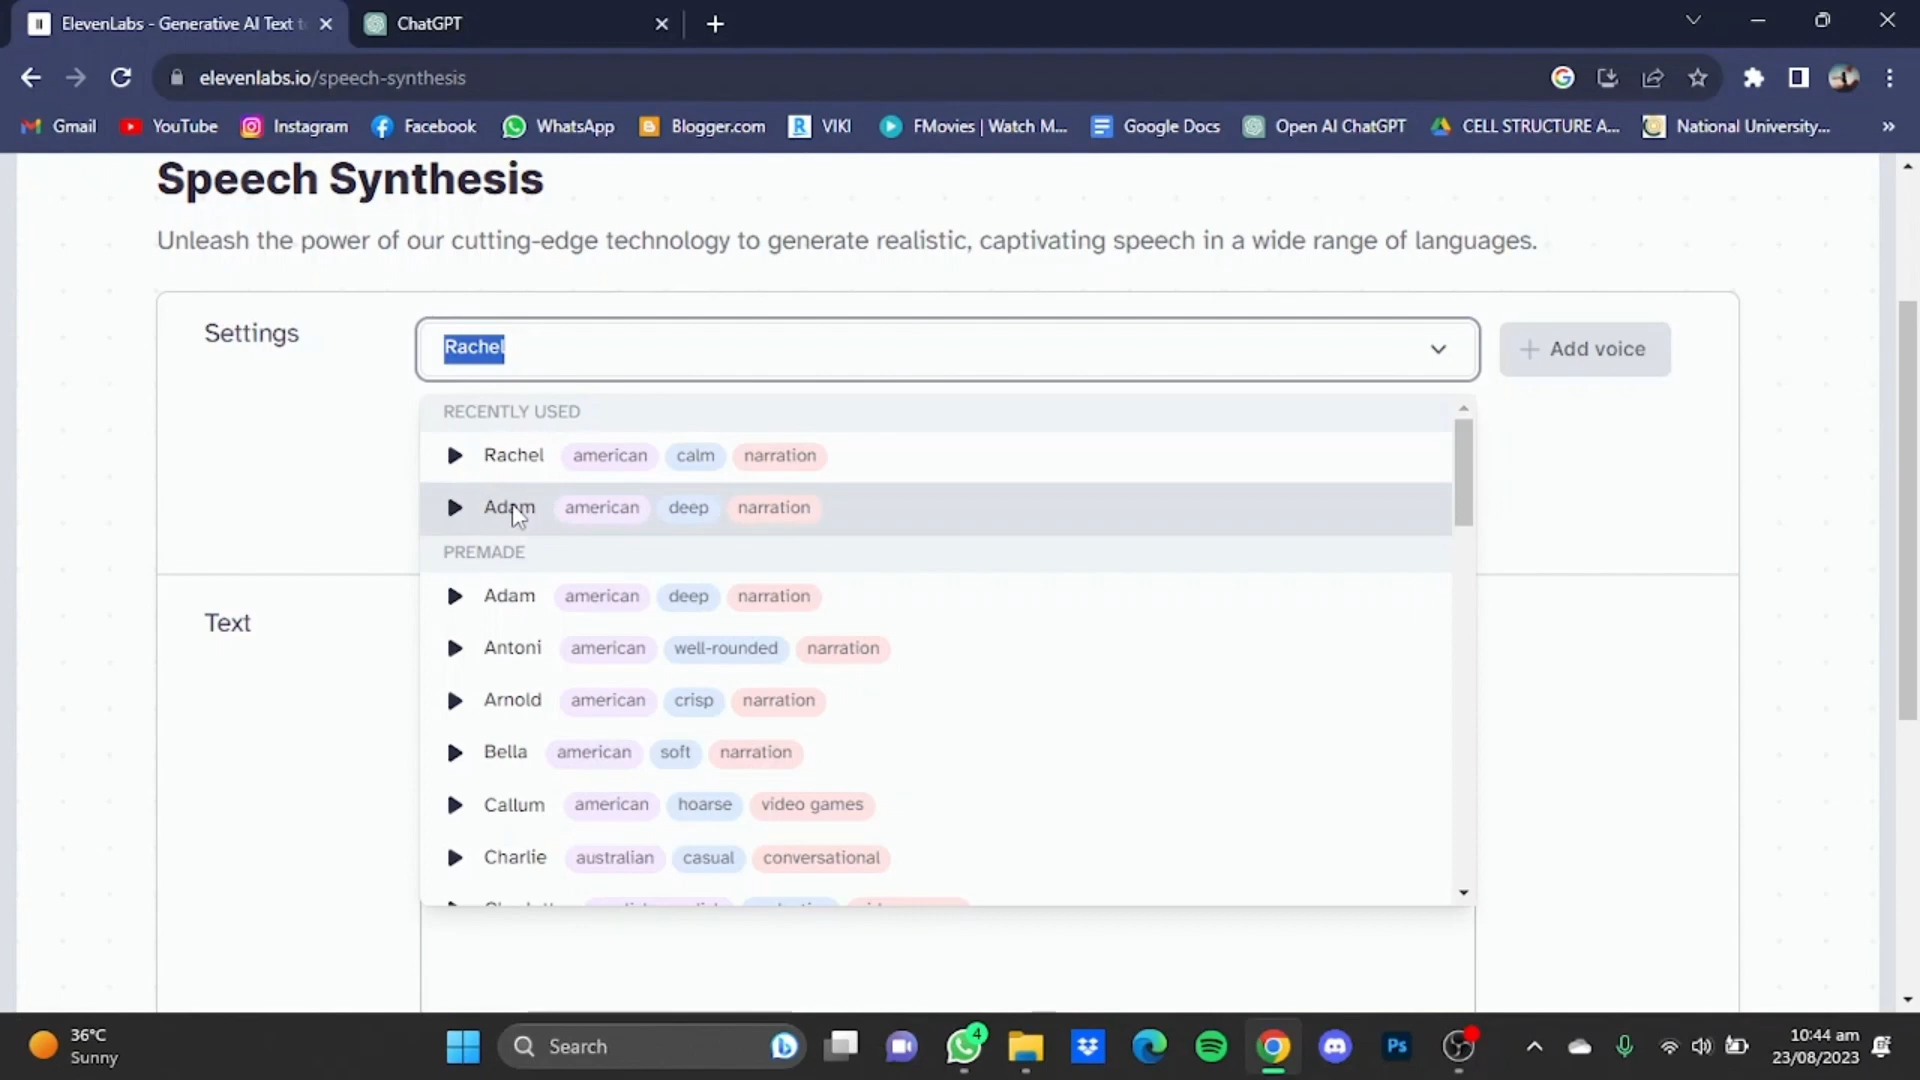 ElevenLabs - Generative AI Text t
ChatGPT
elevenlabs.io/speech-synthesis
Gmail YouTube Instagram Facebook WhatsApp Blogger.com VIKI FMovies | Watch M... Google Docs Open AI ChatGPT CELL STRUCTURE A... National University... »
Speech Synthesis
Unleash the power of our cutting-edge technology to generate realistic, captivating speech in a wide range of languages.
Settings Rachel + Add voice
RECENTLY USED
Rachel american calm narration
Adam american deep narration
PREMADE
Adam american deep narration
Text
Antoni american well-rounded narration
Arnold american crisp narration
Bella american soft narration
Callum american hoarse video games
Charlie australian casual conversational
36°C
Sunny
Search
4
Ps
10:44 am
23/08/2023